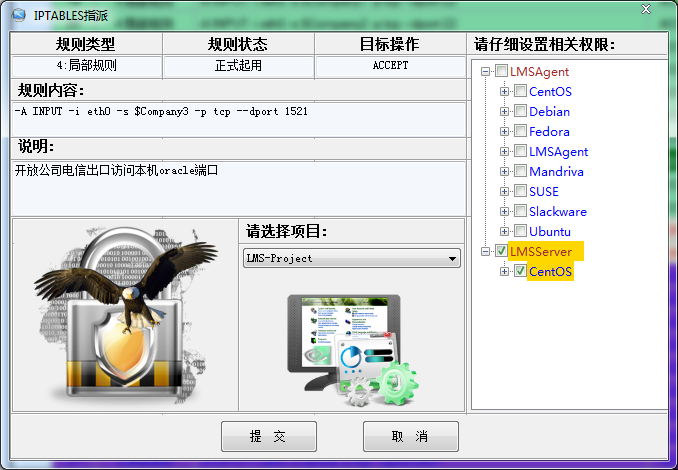 IPTABLES指派
规则类型 规则状态 目标操作
4:局部规则 正式起用 ACCEPT
规则内容:
-A INPUT -i eth0 -s $Company3 -p tcp --dport 1521
说明:
开放公司电信出口访问本机oracle端口
请选择项目:
LMS-Project
请仔细设置相关权限:
LMSAgent
CentOS
Debian
Fedora
LMSAgent
Mandriva
SUSE
Slackware
Ubuntu
LMSServer
CentOS
提 交 取 消